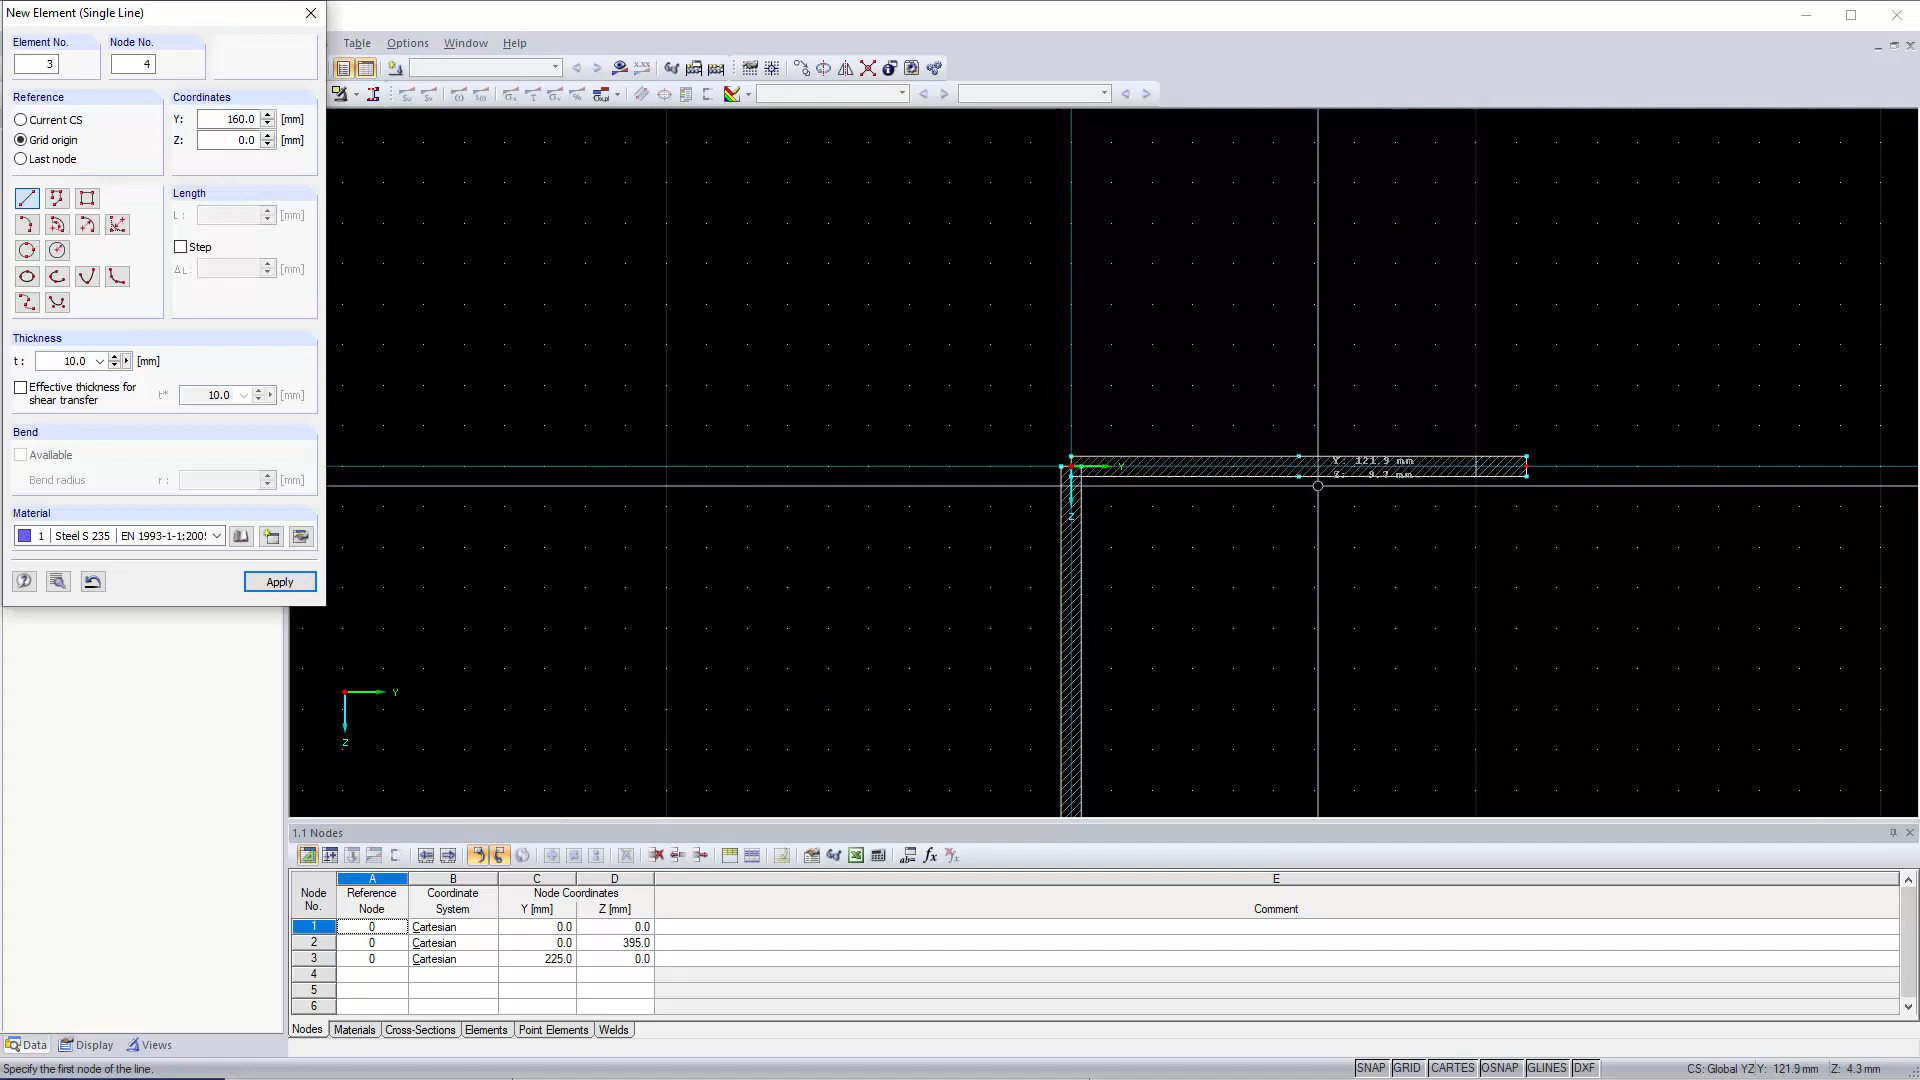 New Element (Single Line)
Element No.
Node No.
3
4
Reference
Coordinates
Current CS
Y:
160.0
[mm]
Grid origin
Z:
0.0
[mm]
Last node
Length
L :
[mm]
Step
ΔL:
[mm]
Thickness
t:
10.0
[mm]
Effective thickness for
shear transfer
t*
10.0
[mm]
Bend
Available
Bend radius
r :
[mm]
Material
1
Steel S 235
EN 1993-1-1:2005
Apply
Table
Options
Window
Help
Y
Z
Y
Z
Y: 121.9 mm
1.1 Nodes
A
B
C
D
E
Node
No.
Reference
Node
Coordinate
System
Node Coordinates
Y [mm]
Z [mm]
Comment
1
0
Cartesian
0.0
0.0
2
0
Cartesian
0.0
395.0
3
0
Cartesian
225.0
0.0
4
5
6
Nodes
Materials
Cross-Sections
Elements
Point Elements
Welds
Data
Display
Views
Specify the first node of the line.
SNAP
GRID
CARTES
OSNAP
GLINES
DXF
CS: Global YZ
Y: 121.9 mm
Z: 4.3 mm